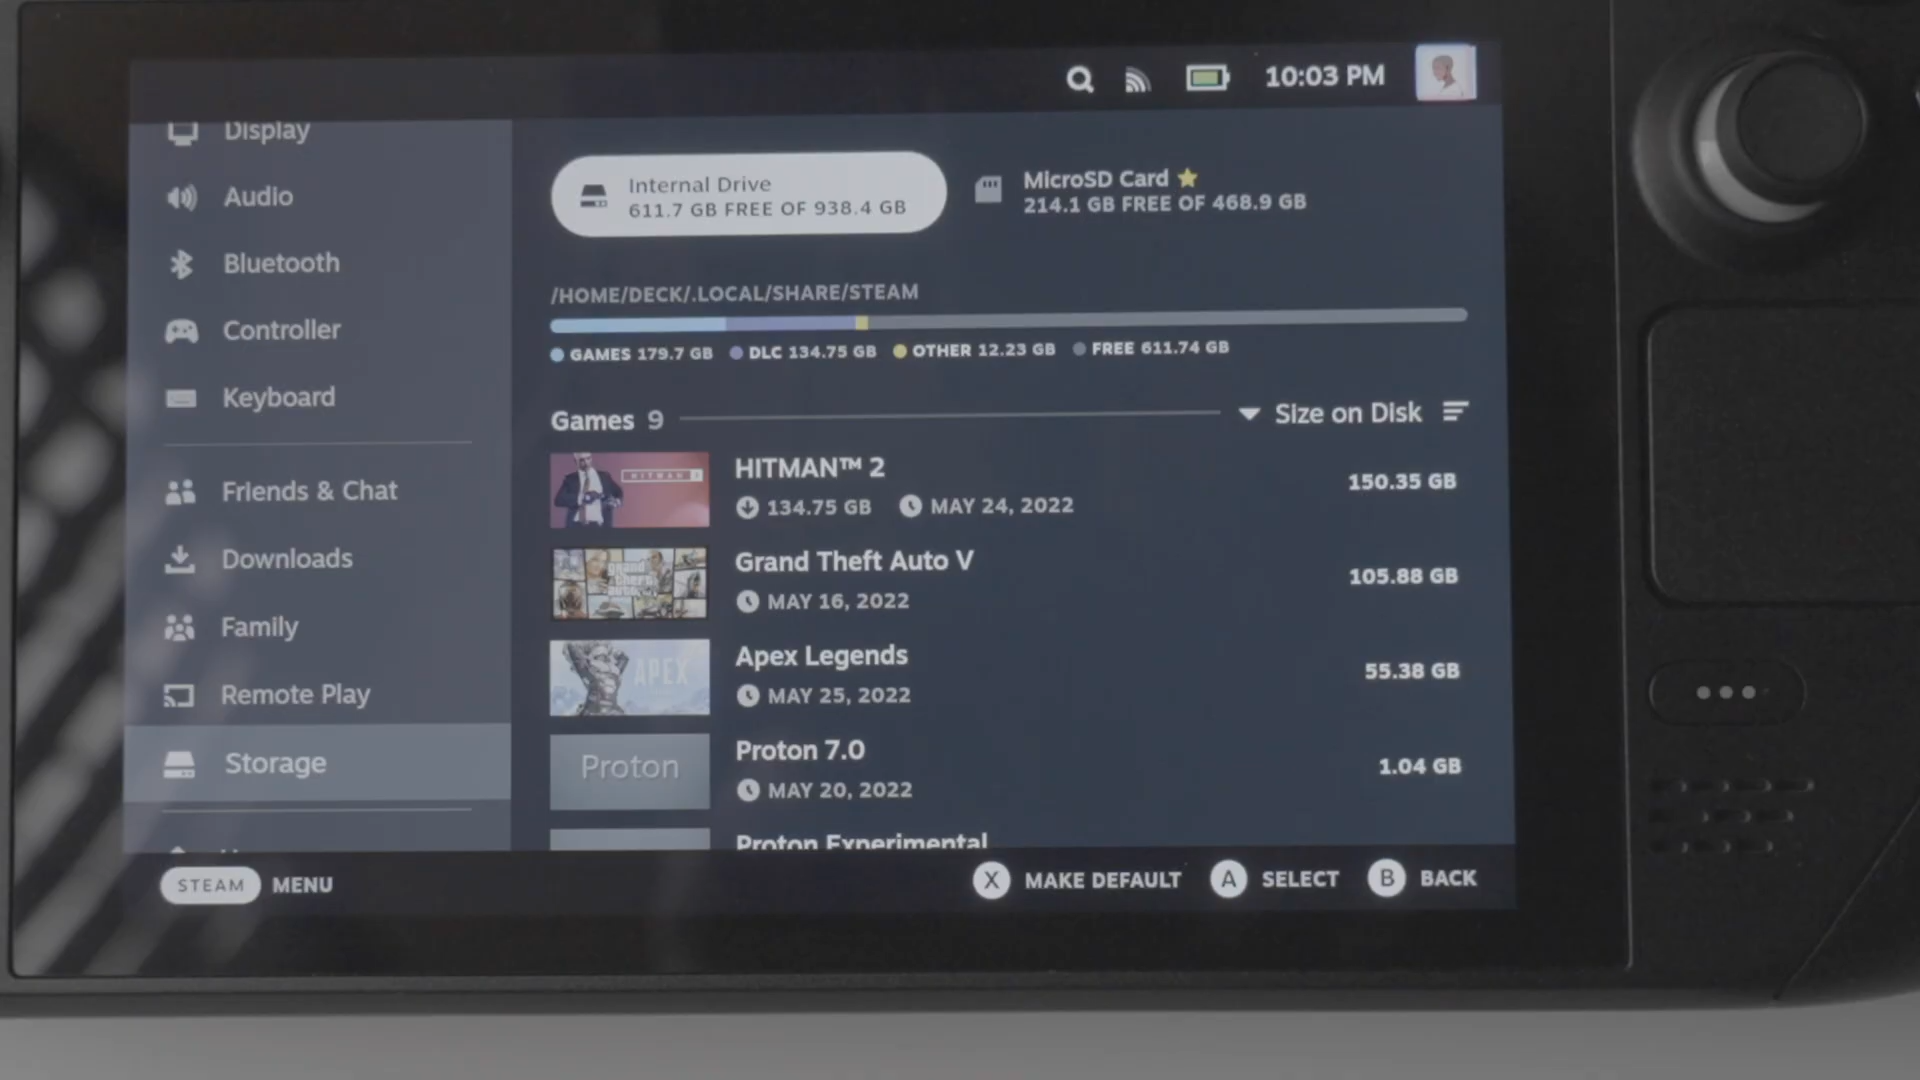 10:03 PM
Display
Audio
Bluetooth
Controller
Keyboard
Friends & Chat
Downloads
Family
Remote Play
Storage
Internal Drive
611.7 GB FREE OF 938.4 GB
MicroSD Card
214.1 GB FREE OF 468.9 GB
/HOME/DECK/.LOCAL/SHARE/STEAM
GAMES 179.7 GB DLC 134.75 GB OTHER 12.23 GB FREE 611.74 GB
Games 9
Size on Disk
HITMAN
HITMAN™ 2
134.75 GB MAY 24, 2022
150.35 GB
grand theft auto V
Grand Theft Auto V
MAY 16, 2022
105.88 GB
APEX
Apex Legends
MAY 25, 2022
55.38 GB
Proton
Proton 7.0
MAY 20, 2022
1.04 GB
Proton Experimental
STEAM MENU
X MAKE DEFAULT A SELECT B BACK